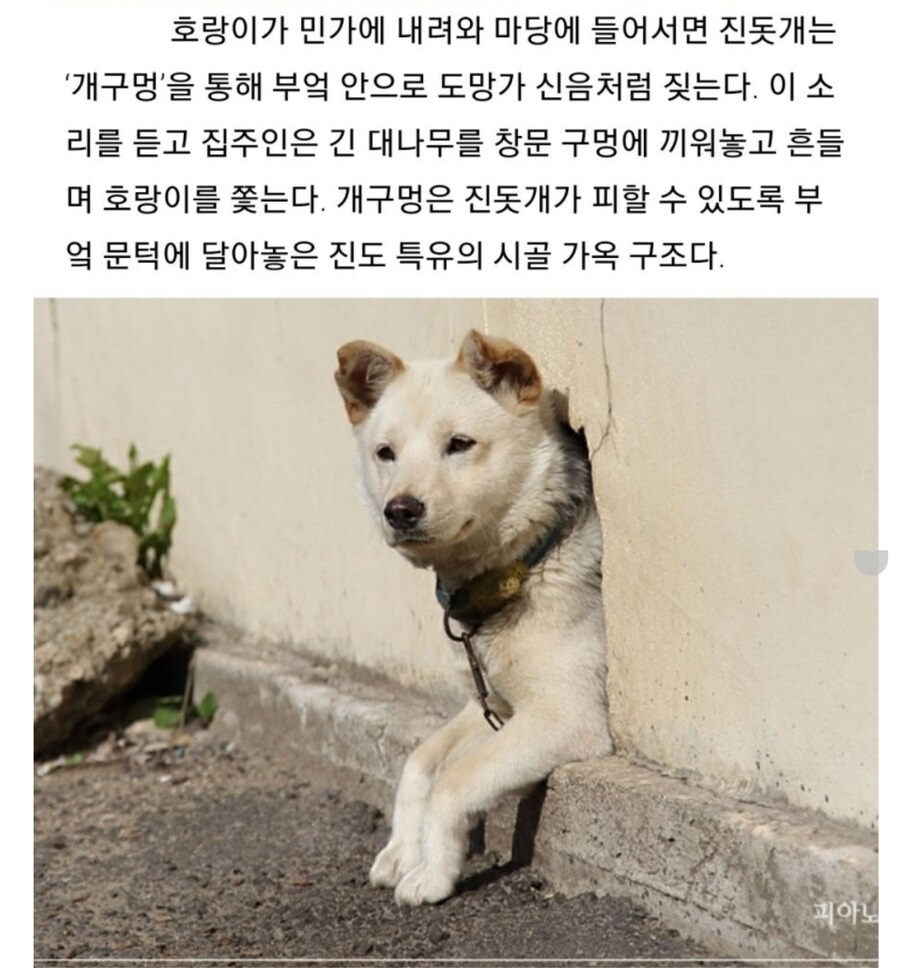 호랑이가 민가에 내려와 마당에 들어서면 진돗개는
‘개구멍’을 통해 부엌 안으로 도망가 신음처럼 짖는다. 이 소
리를 듣고 집주인은 긴 대나무를 창문 구멍에 끼워놓고 흔들
며 호랑이를 쫓는다. 개구멍은 진돗개가 피할 수 있도록 부
엌 문턱에 달아놓은 진도 특유의 시골 가옥 구조다.
피아노